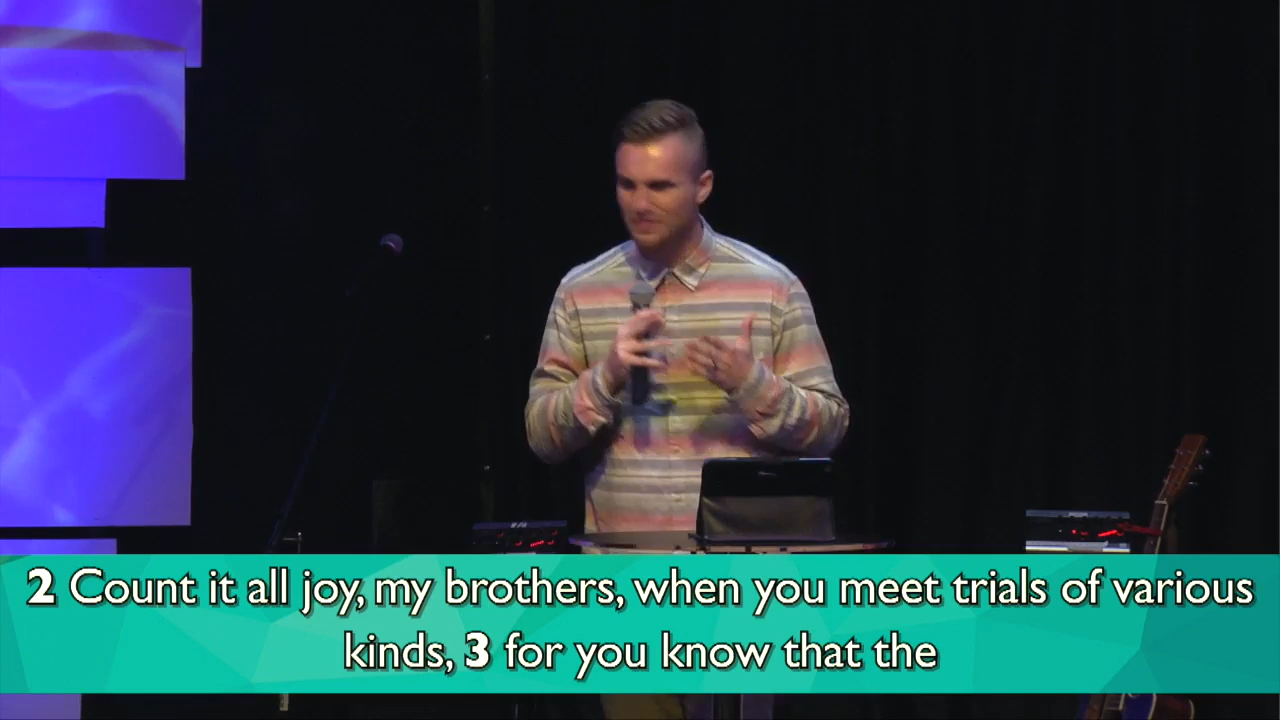 2 Count it all joy, my brothers, when you meet trials of various
kinds, 3 for you know that the